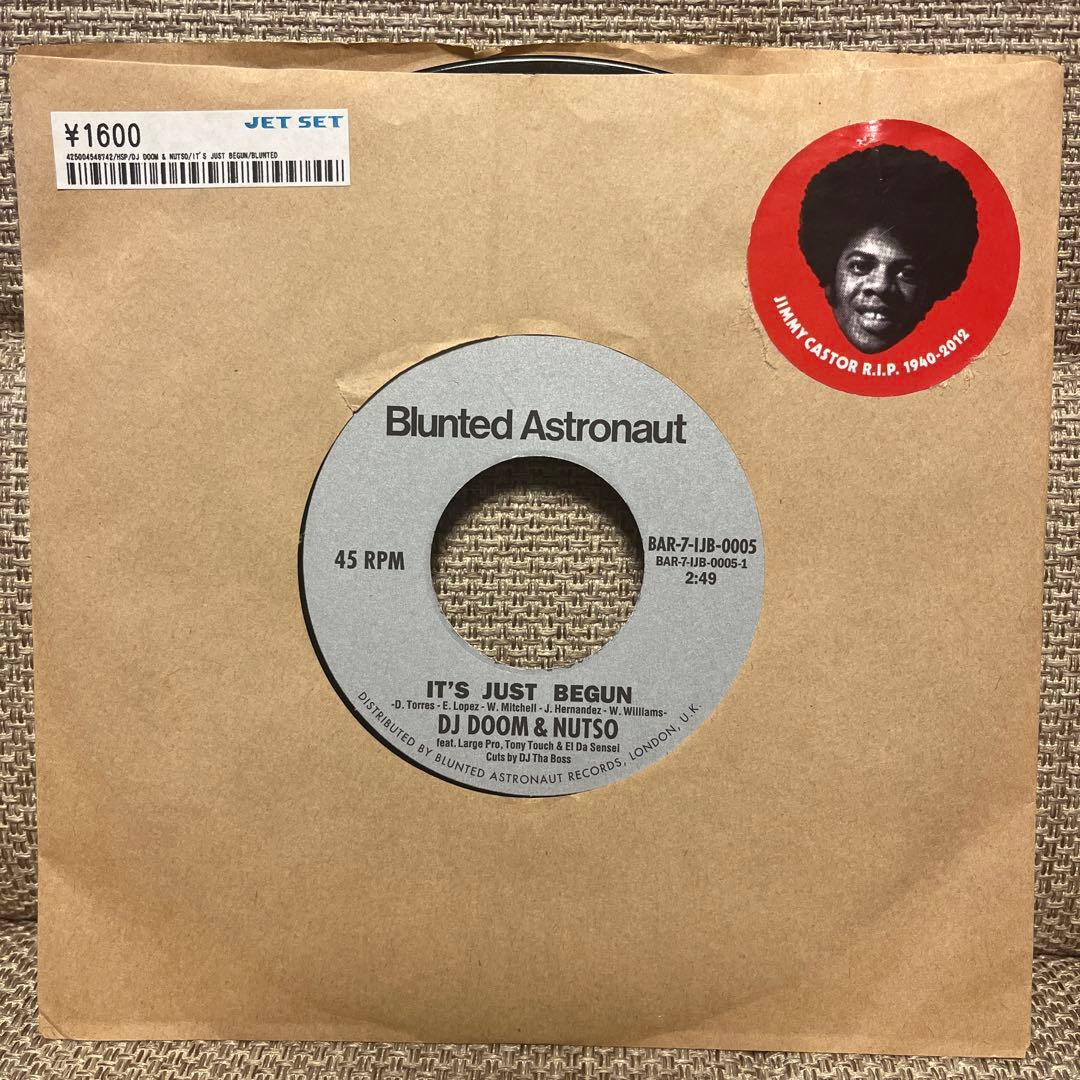 ¥1600
JET SET
425004548742/HSP/DJ DOOM & NUTSO/IT'S JUST BEGUN/BLUNTED
JIMMY CASTOR R.I.P. 1940-2012
Blunted Astronaut
45 RPM
BAR-7-IJB-0005
BAR-7-IJB-0005-1
2:49
IT'S JUST BEGUN
-D. Torres - E. Lopez - W. Mitchell - J. Hernandez - W. Williams-
DJ DOOM & NUTSO
feat. Large Pro, Tony Touch & El Da Sensei
Cuts by DJ Tha Boss
DISTRIBUTED BY BLUNTED ASTRONAUT RECORDS, LONDON, U.K.